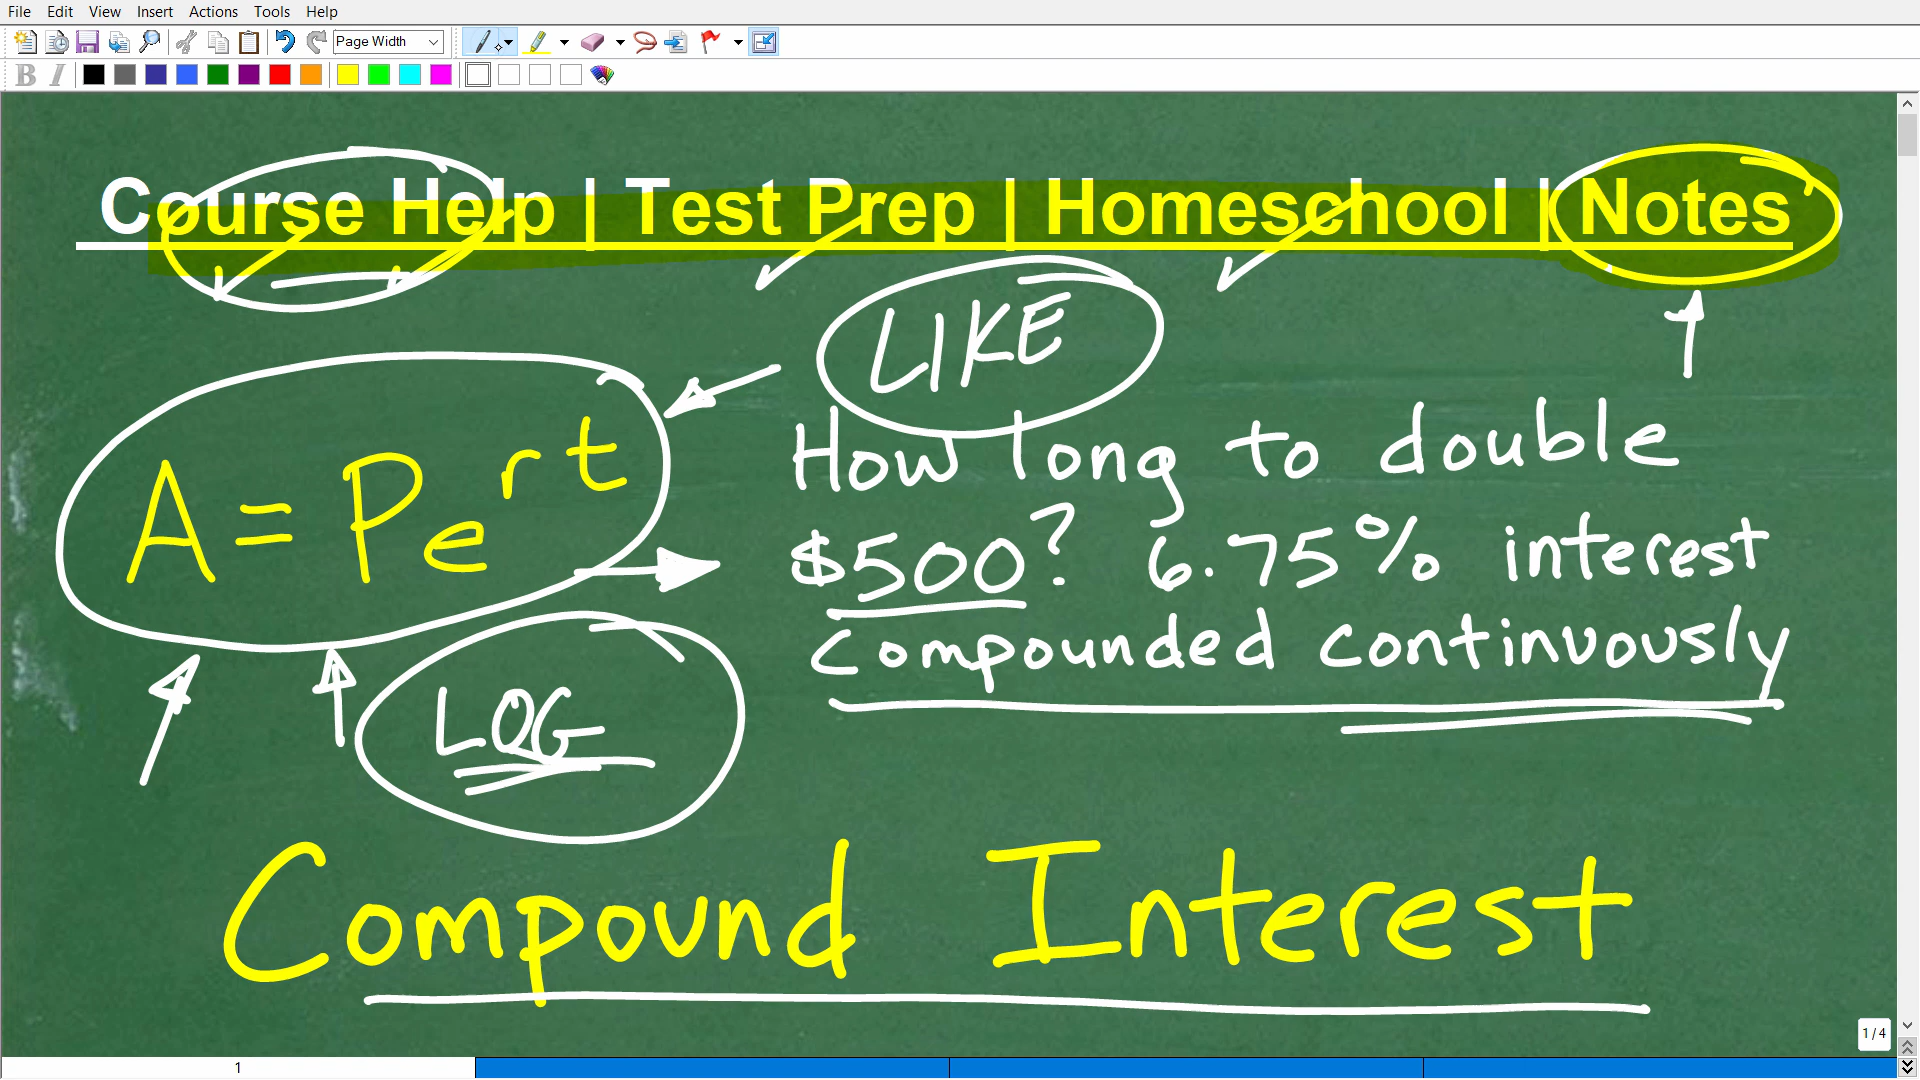 File Edit View Insert Actions Tools Help
Page Width
B I
Course Help | Test Prep | Homeschool | Notes
LIKE
A = Pe^rt
How long to double
$500? 6.75% interest
compounded continuously
LOG
Compound Interest
1 / 4
1